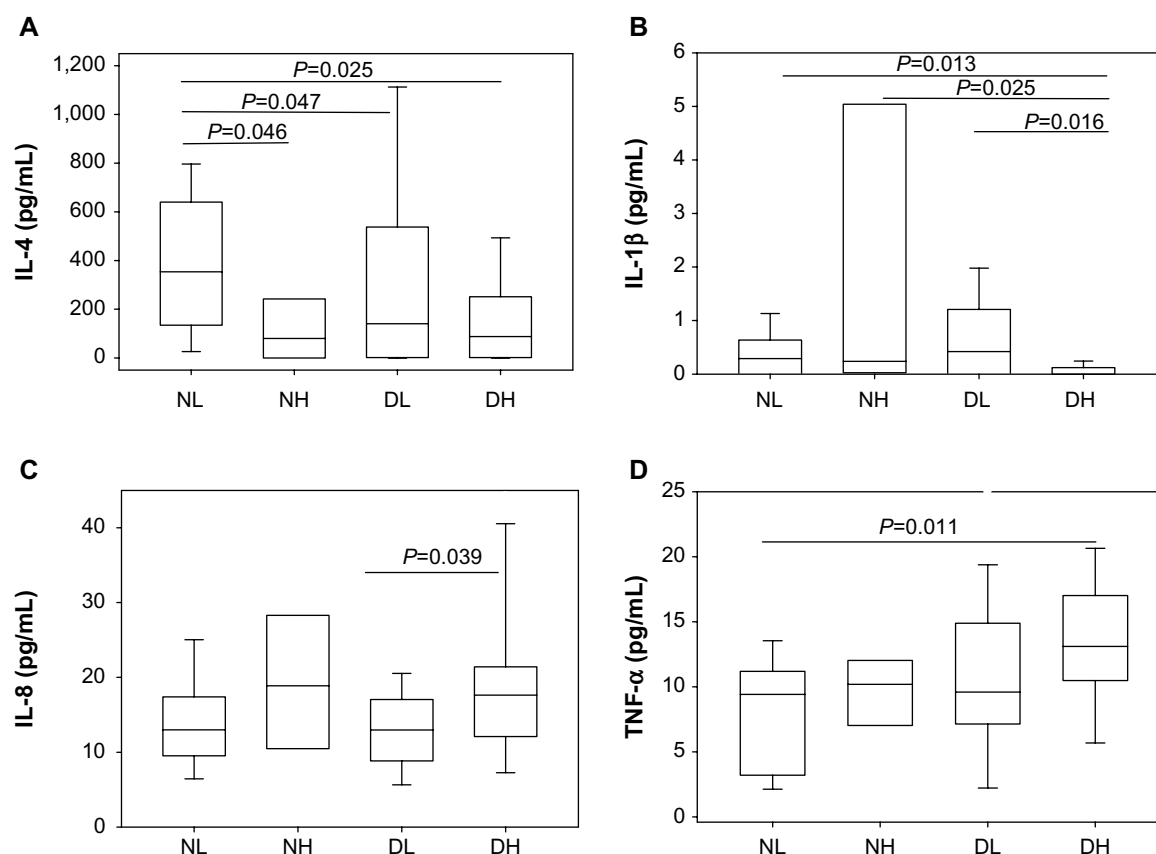 A
IL-4 (pg/mL)
1,200
1,000
800
600
400
200
0
P=0.025
P=0.047
P=0.046
NL NH DL DH
B
IL-1β (pg/mL)
6
5
4
3
2
1
0
P=0.013
P=0.025
P=0.016
NL NH DL DH
C
IL-8 (pg/mL)
40
30
20
10
0
P=0.039
NL NH DL DH
D
TNF-α (pg/mL)
25
20
15
10
5
0
P=0.011
NL NH DL DH